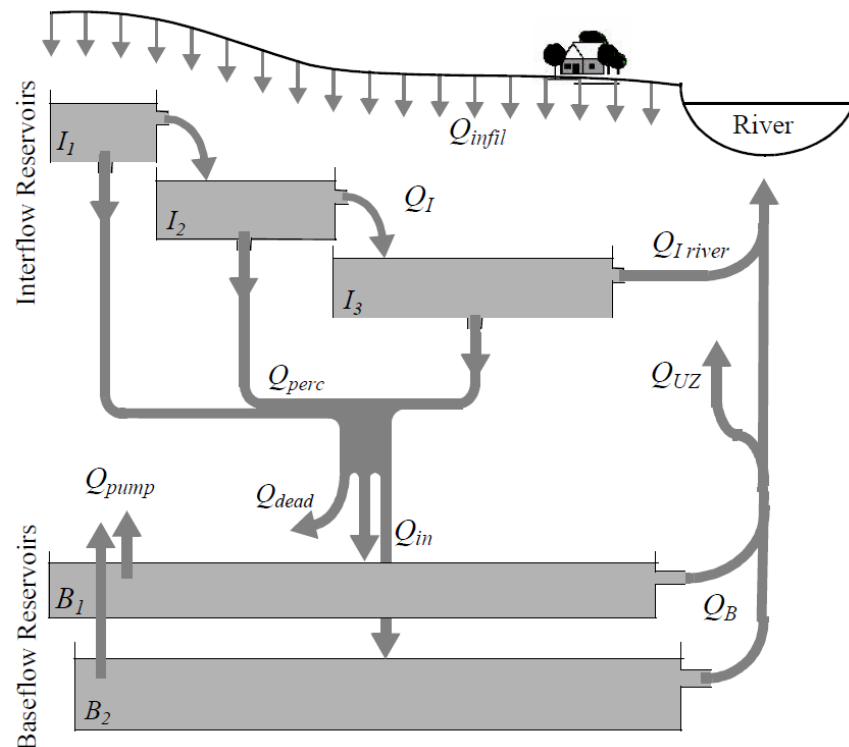 Interflow Reservoirs
I1
Qinfil
River
I2
QI
I3
QI river
Qperc
QUZ
Qpump
Qdead
Qin
Baseflow Reservoirs
B1
QB
B2